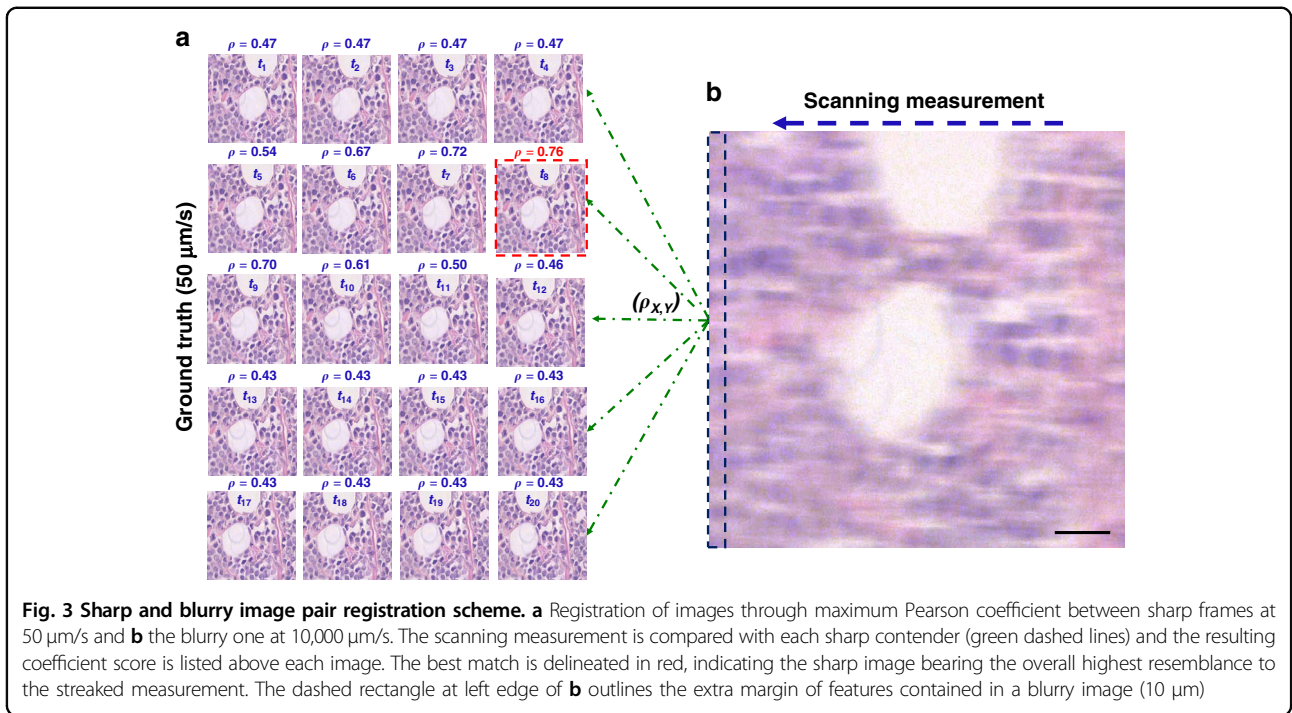 a
ρ = 0.47 ρ = 0.47 ρ = 0.47 ρ = 0.47
t1 t2 t3 t4
ρ = 0.54 ρ = 0.67 ρ = 0.72 ρ = 0.76
t5 t6 t7 t8
ρ = 0.70 ρ = 0.61 ρ = 0.50 ρ = 0.46
t9 t10 t11 t12
ρ = 0.43 ρ = 0.43 ρ = 0.43 ρ = 0.43
t13 t14 t15 t16
ρ = 0.43 ρ = 0.43 ρ = 0.43 ρ = 0.43
t17 t18 t19 t20
Ground truth (50 μm/s)
(ρX,Y)
b
Scanning measurement
Fig. 3 Sharp and blurry image pair registration scheme. a Registration of images through maximum Pearson coefficient between sharp frames at
50 μm/s and b the blurry one at 10,000 μm/s. The scanning measurement is compared with each sharp contender (green dashed lines) and the resulting
coefficient score is listed above each image. The best match is delineated in red, indicating the sharp image bearing the overall highest resemblance to
the streaked measurement. The dashed rectangle at left edge of b outlines the extra margin of features contained in a blurry image (10 μm)